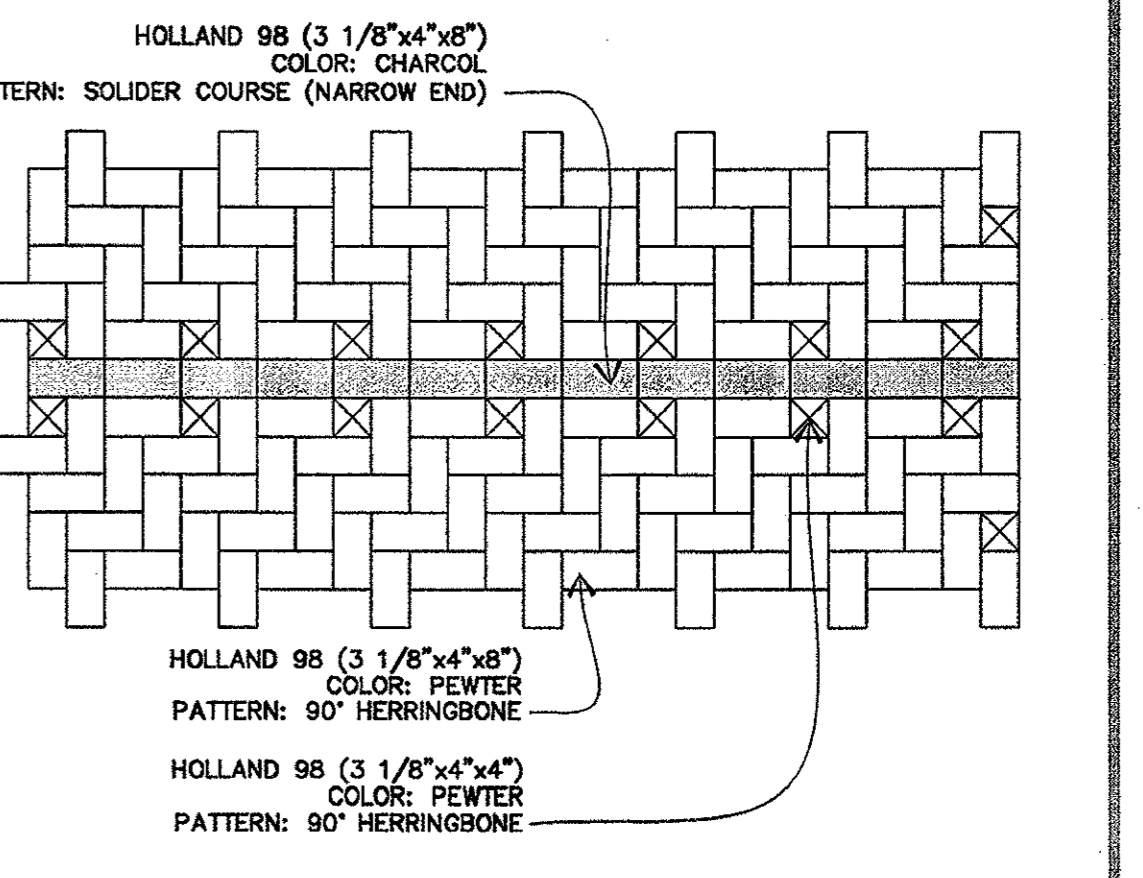 HOLLAND 98 (3 1/8"x4"x8")
COLOR: CHARCOL
TERN: SOLIDER COURSE (NARROW END)
HOLLAND 98 (3 1/8"x4"x8")
COLOR: PEWTER
PATTERN: 90° HERRINGBONE
HOLLAND 98 (3 1/8"x4"x4")
COLOR: PEWTER
PATTERN: 90° HERRINGBONE